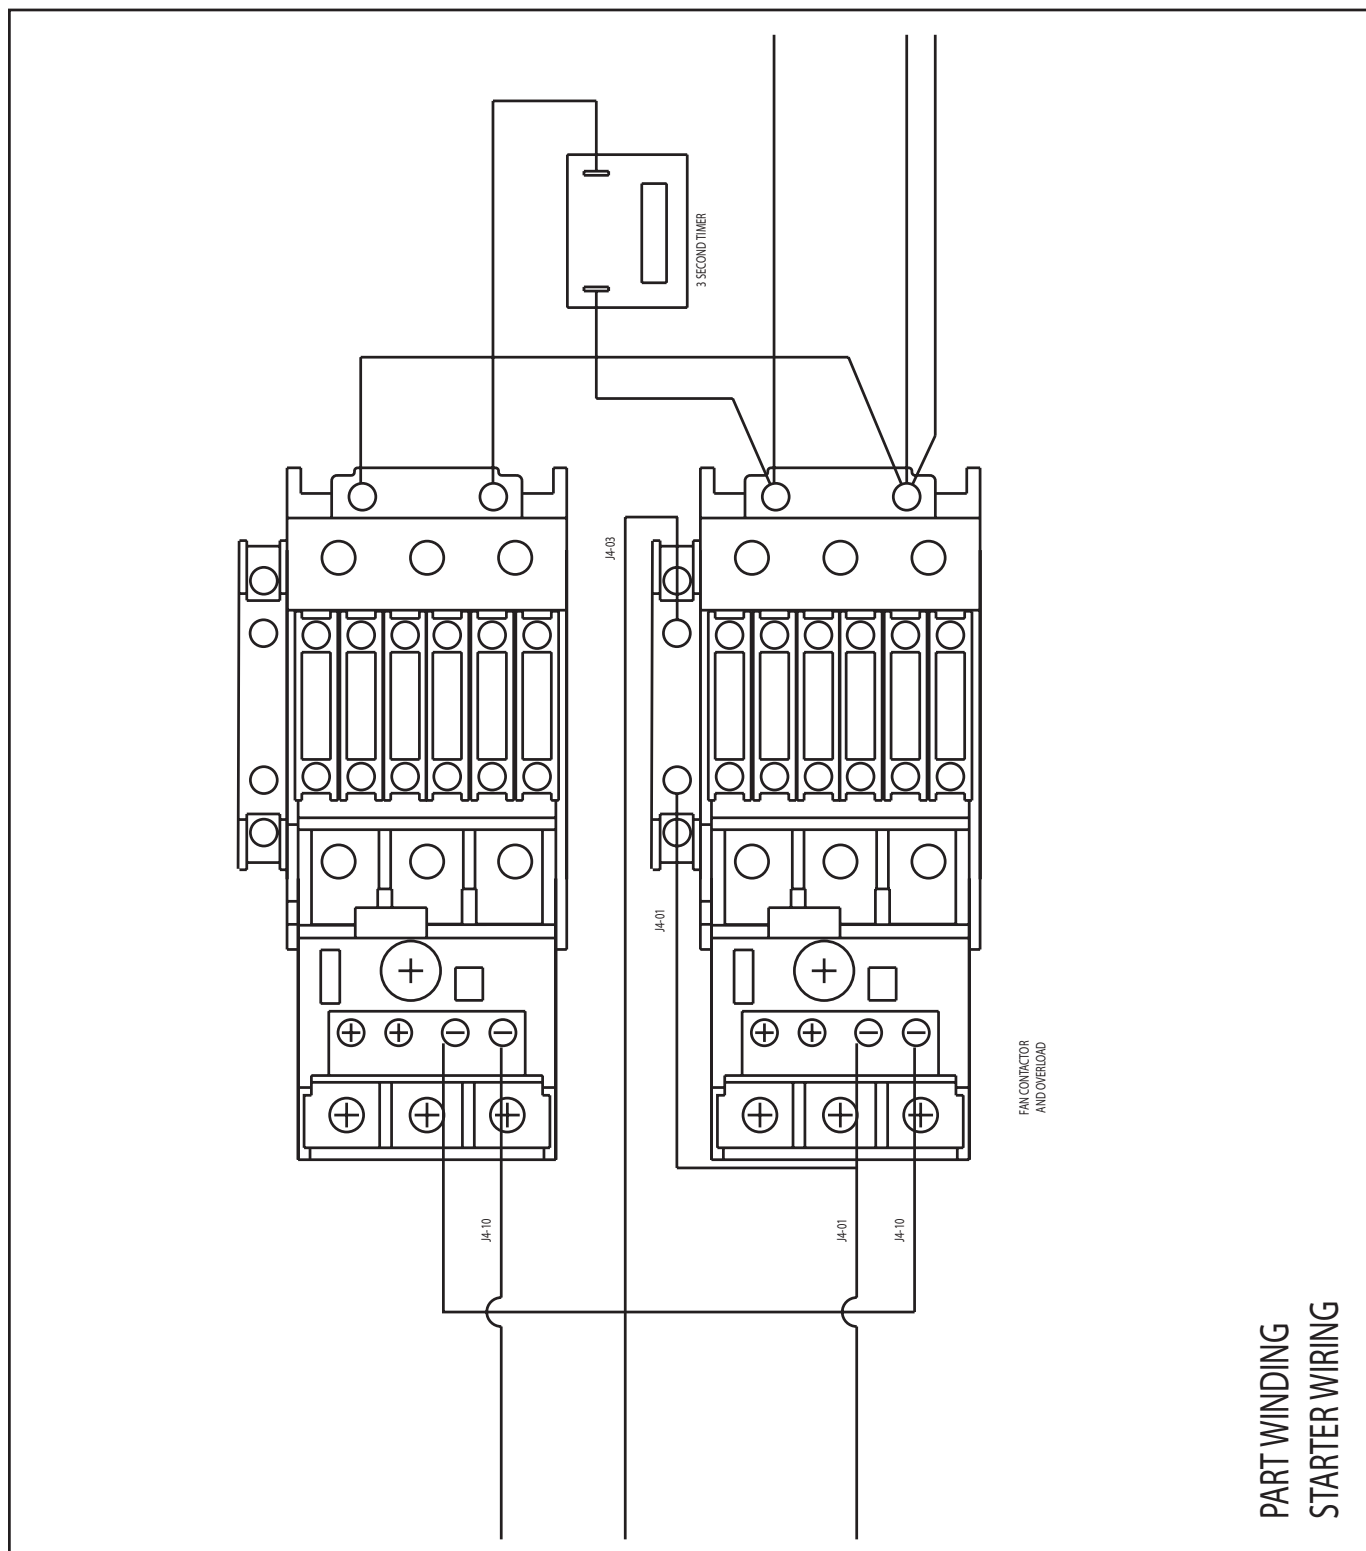 3 SECOND TIMER
J4-03
J4-01
FAN CONTACTOR
AND OVERLOAD
J4-10
J4-01
J4-10
PART WINDING
STARTER WIRING